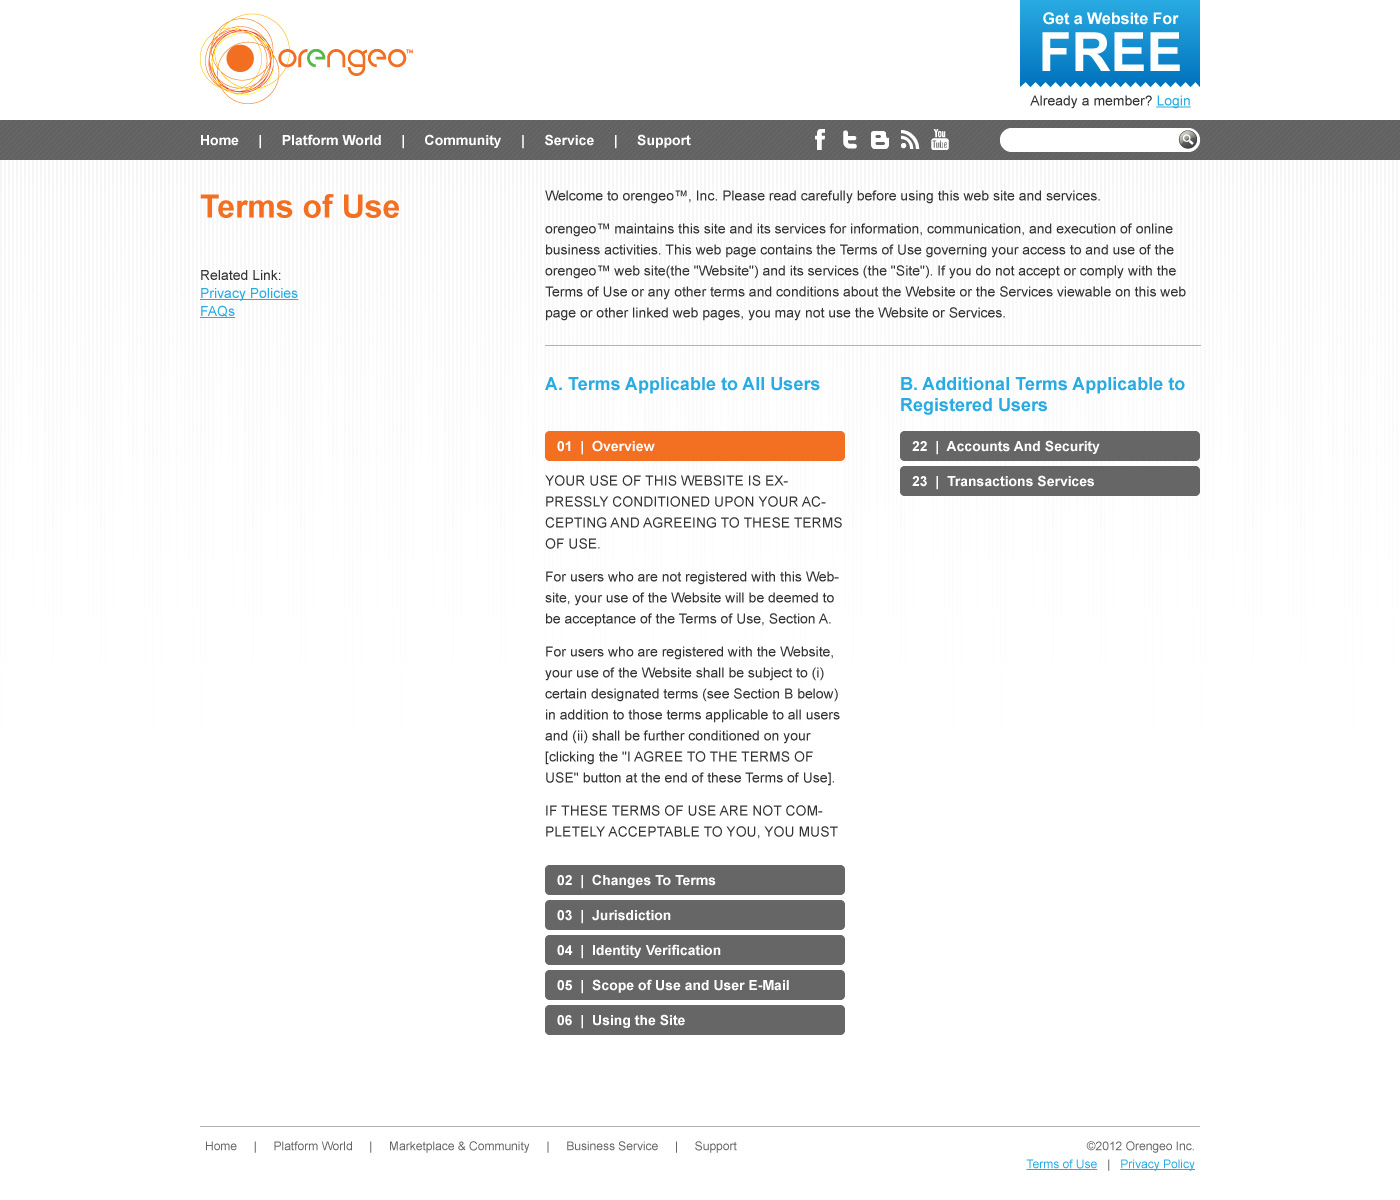 orengeo™
Get a Website For
FREE
Already a member? Login
Home | Platform World | Community | Service | Support
You
Tube
Terms of Use
Related Link:
Privacy Policies
FAQs
Welcome to orengeo™, Inc. Please read carefully before using this web site and services.
orengeo™ maintains this site and its services for information, communication, and execution of online
business activities. This web page contains the Terms of Use governing your access to and use of the
orengeo™ web site(the "Website") and its services (the "Site"). If you do not accept or comply with the
Terms of Use or any other terms and conditions about the Website or the Services viewable on this web
page or other linked web pages, you may not use the Website or Services.
A. Terms Applicable to All Users
01 | Overview
YOUR USE OF THIS WEBSITE IS EX-
PRESSLY CONDITIONED UPON YOUR AC-
CEPTING AND AGREEING TO THESE TERMS
OF USE.
For users who are not registered with this Web-
site, your use of the Website will be deemed to
be acceptance of the Terms of Use, Section A.
For users who are registered with the Website,
your use of the Website shall be subject to (i)
certain designated terms (see Section B below)
in addition to those terms applicable to all users
and (ii) shall be further conditioned on your
[clicking the "I AGREE TO THE TERMS OF
USE" button at the end of these Terms of Use].
IF THESE TERMS OF USE ARE NOT COM-
PLETELY ACCEPTABLE TO YOU, YOU MUST
02 | Changes To Terms
03 | Jurisdiction
04 | Identity Verification
05 | Scope of Use and User E-Mail
06 | Using the Site
B. Additional Terms Applicable to
Registered Users
22 | Accounts And Security
23 | Transactions Services
Home | Platform World | Marketplace & Community | Business Service | Support
©2012 Orengeo Inc.
Terms of Use | Privacy Policy